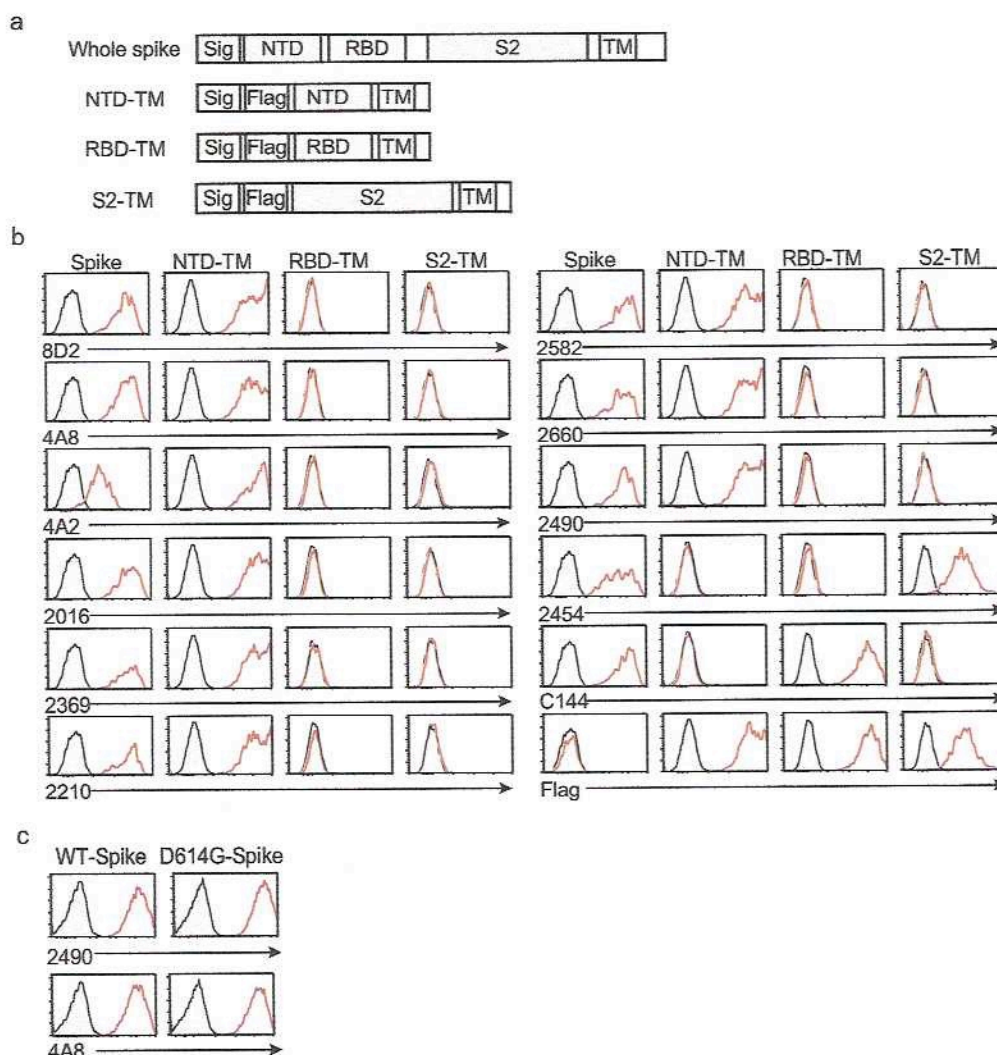 a
Whole spike Sig NTD RBD S2 TM
NTD-TM Sig Flag NTD TM
RBD-TM Sig Flag RBD TM
S2-TM Sig Flag S2 TM
b
Spike NTD-TM RBD-TM S2-TM
8D2
4A8
4A2
2016
2369
2210
Spike NTD-TM RBD-TM S2-TM
2582
2660
2490
2454
C144
Flag
c
WT-Spike D614G-Spike
2490
4A8